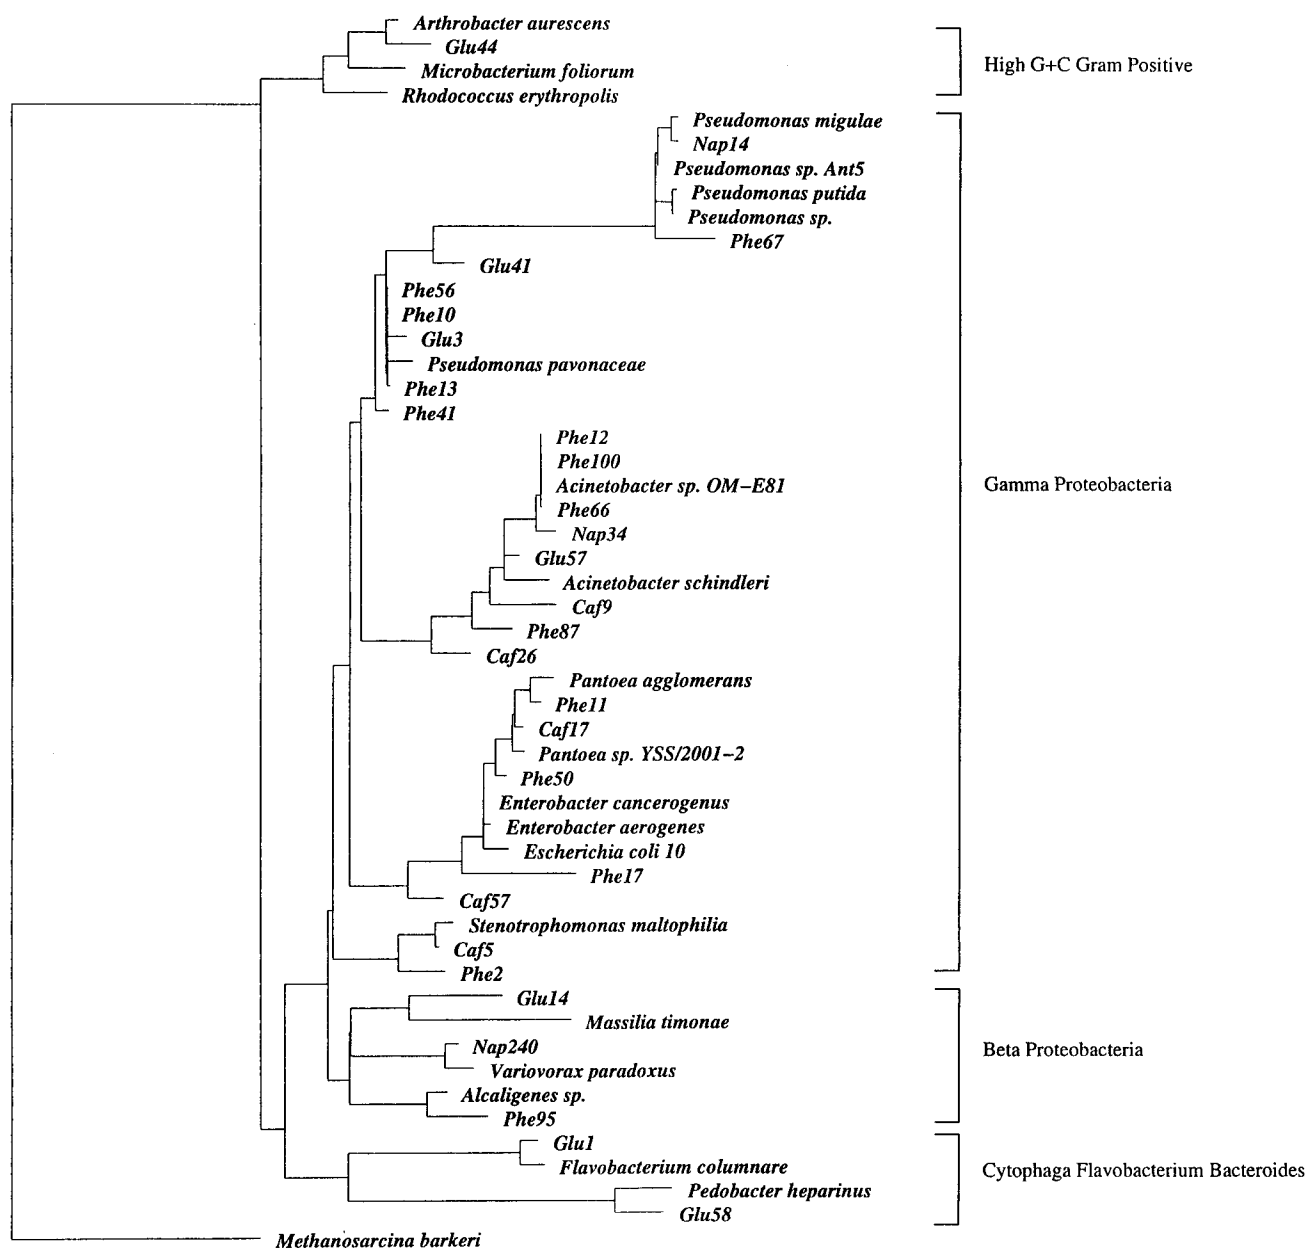 Arthrobacter aurescens
Glu44
High G+C Gram Positive
Microbacterium foliorum
Rhodococcus erythropolis
Pseudomonas migulae
Nap14
Pseudomonas sp. Ant5
Pseudomonas putida
Pseudomonas sp.
Phe67
Glu41
Phe56
Phe10
Glu3
Pseudomonas pavonaceae
Phe13
Phe41
Phe12
Phe100
Acinetobacter sp. OM−E81
Gamma Proteobacteria
Phe66
Nap34
Glu57
Acinetobacter schindleri
Caf9
Phe87
Caf26
Pantoea agglomerans
Phe11
Caf17
Pantoea sp. YSS/2001−2
Phe50
Enterobacter cancerogenus
Enterobacter aerogenes
Escherichia coli 10
Phe17
Caf57
Stenotrophomonas maltophilia
Caf5
Phe2
Glu14
Massilia timonae
Nap240
Beta Proteobacteria
Variovorax paradoxus
Alcaligenes sp.
Phe95
Glu1
Flavobacterium columnare
Cytophaga Flavobacterium Bacteroides
Pedobacter heparinus
Glu58
Methanosarcina barkeri